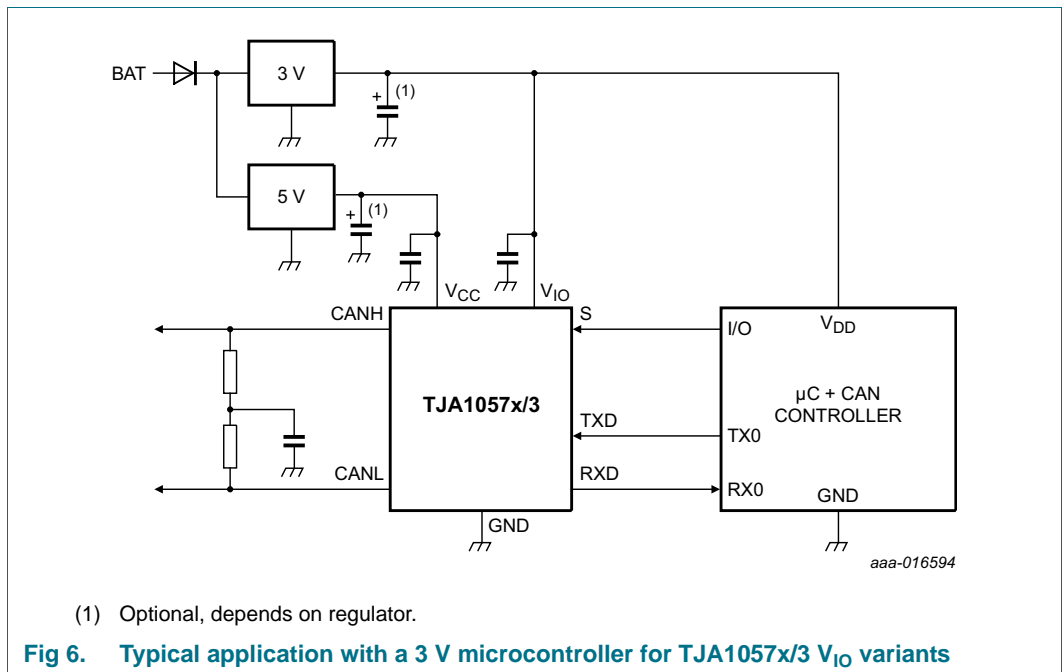 BAT
3 V
+
(1)
5 V
+
(1)
VCC
VIO
CANH
S
I/O
VDD
TJA1057x/3
µC + CAN
CONTROLLER
TXD
TX0
CANL
RXD
RX0
GND
GND
aaa-016594
(1) Optional, depends on regulator.
Fig 6. Typical application with a 3 V microcontroller for TJA1057x/3 VIO variants